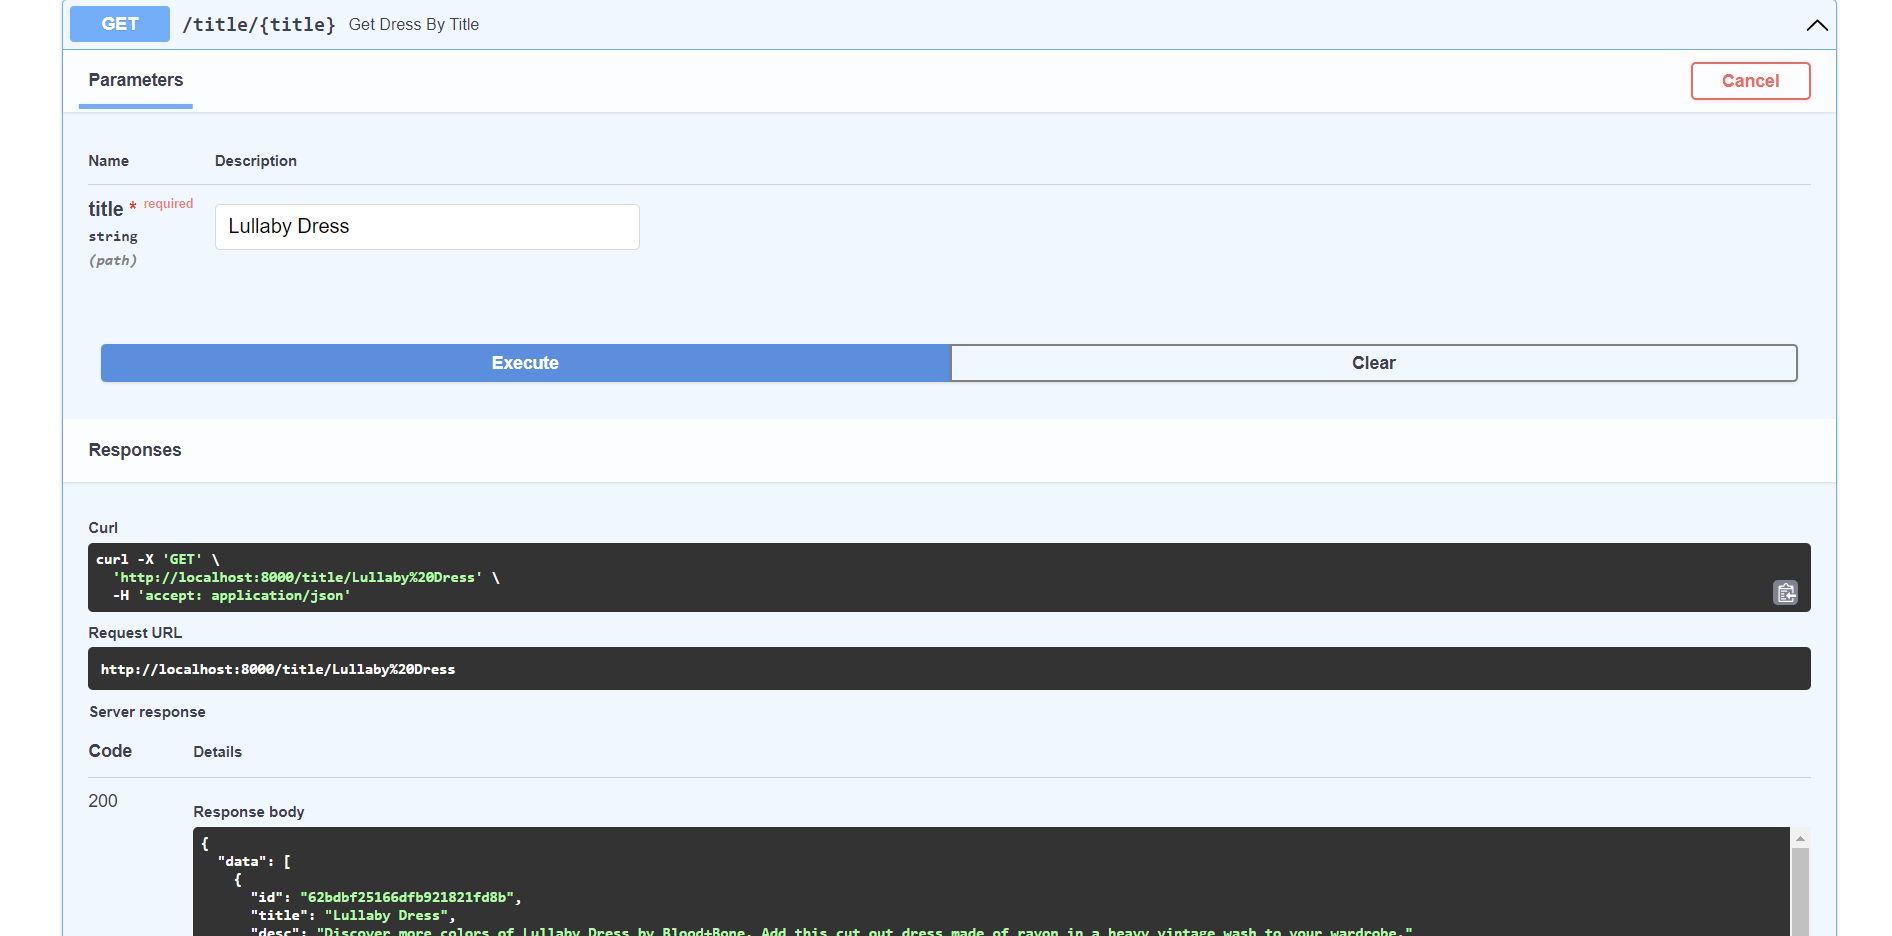 GET /title/{title} Get Dress By Title
Parameters
Cancel
Name Description
title * required
string
(path)
Lullaby Dress
Execute
Clear
Responses
Curl
curl -X 'GET' \
'http://localhost:8000/title/Lullaby%20Dress' \
-H 'accept: application/json'
Request URL
http://localhost:8000/title/Lullaby%20Dress
Server response
Code Details
200
Response body
{
"data": [
{
"id": "62bdbf25166dfb921821fd8b",
"title": "Lullaby Dress",
"desc": "Discover more colors of Lullaby Dress by Blood+Bone. Add this cut out dress made of rayon in a heavy vintage wash to your wardrobe."